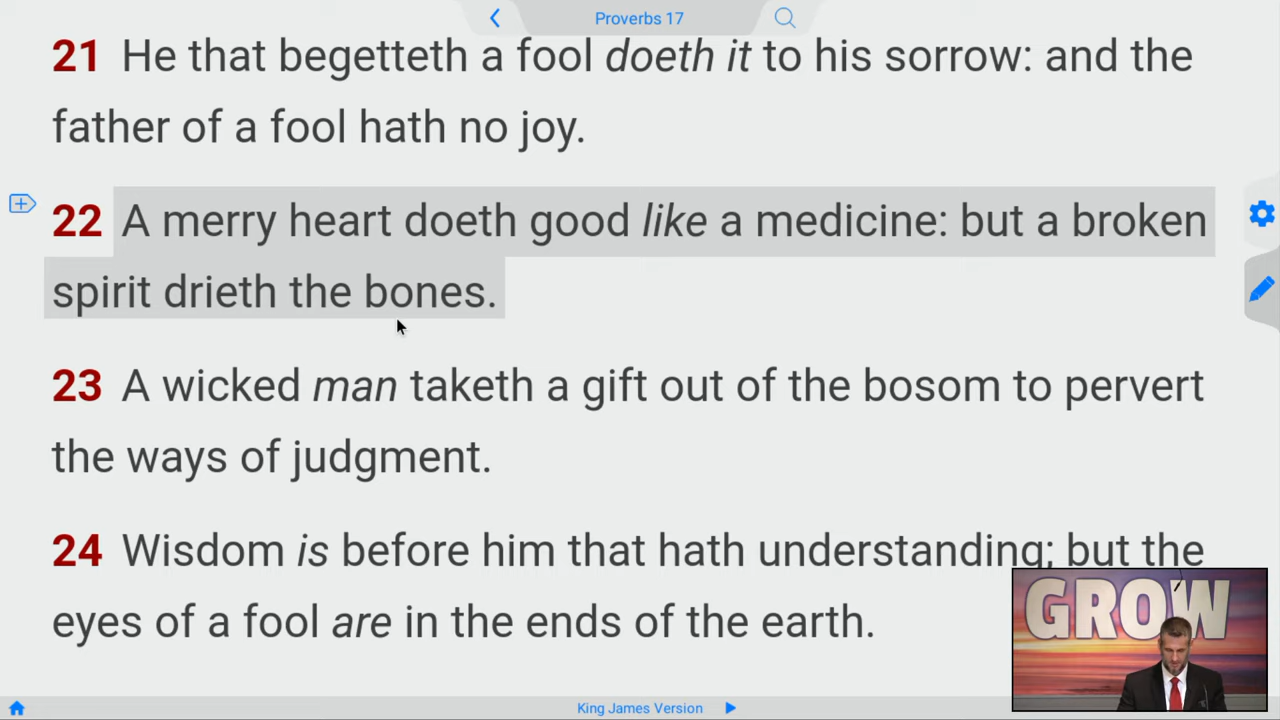 Proverbs 17
21 He that begetteth a fool doeth it to his sorrow: and the
father of a fool hath no joy.
22 A merry heart doeth good like a medicine: but a broken
spirit drieth the bones.
23 A wicked man taketh a gift out of the bosom to pervert
the ways of judgment.
24 Wisdom is before him that hath understanding; but the
eyes of a fool are in the ends of the earth.
GROW
King James Version